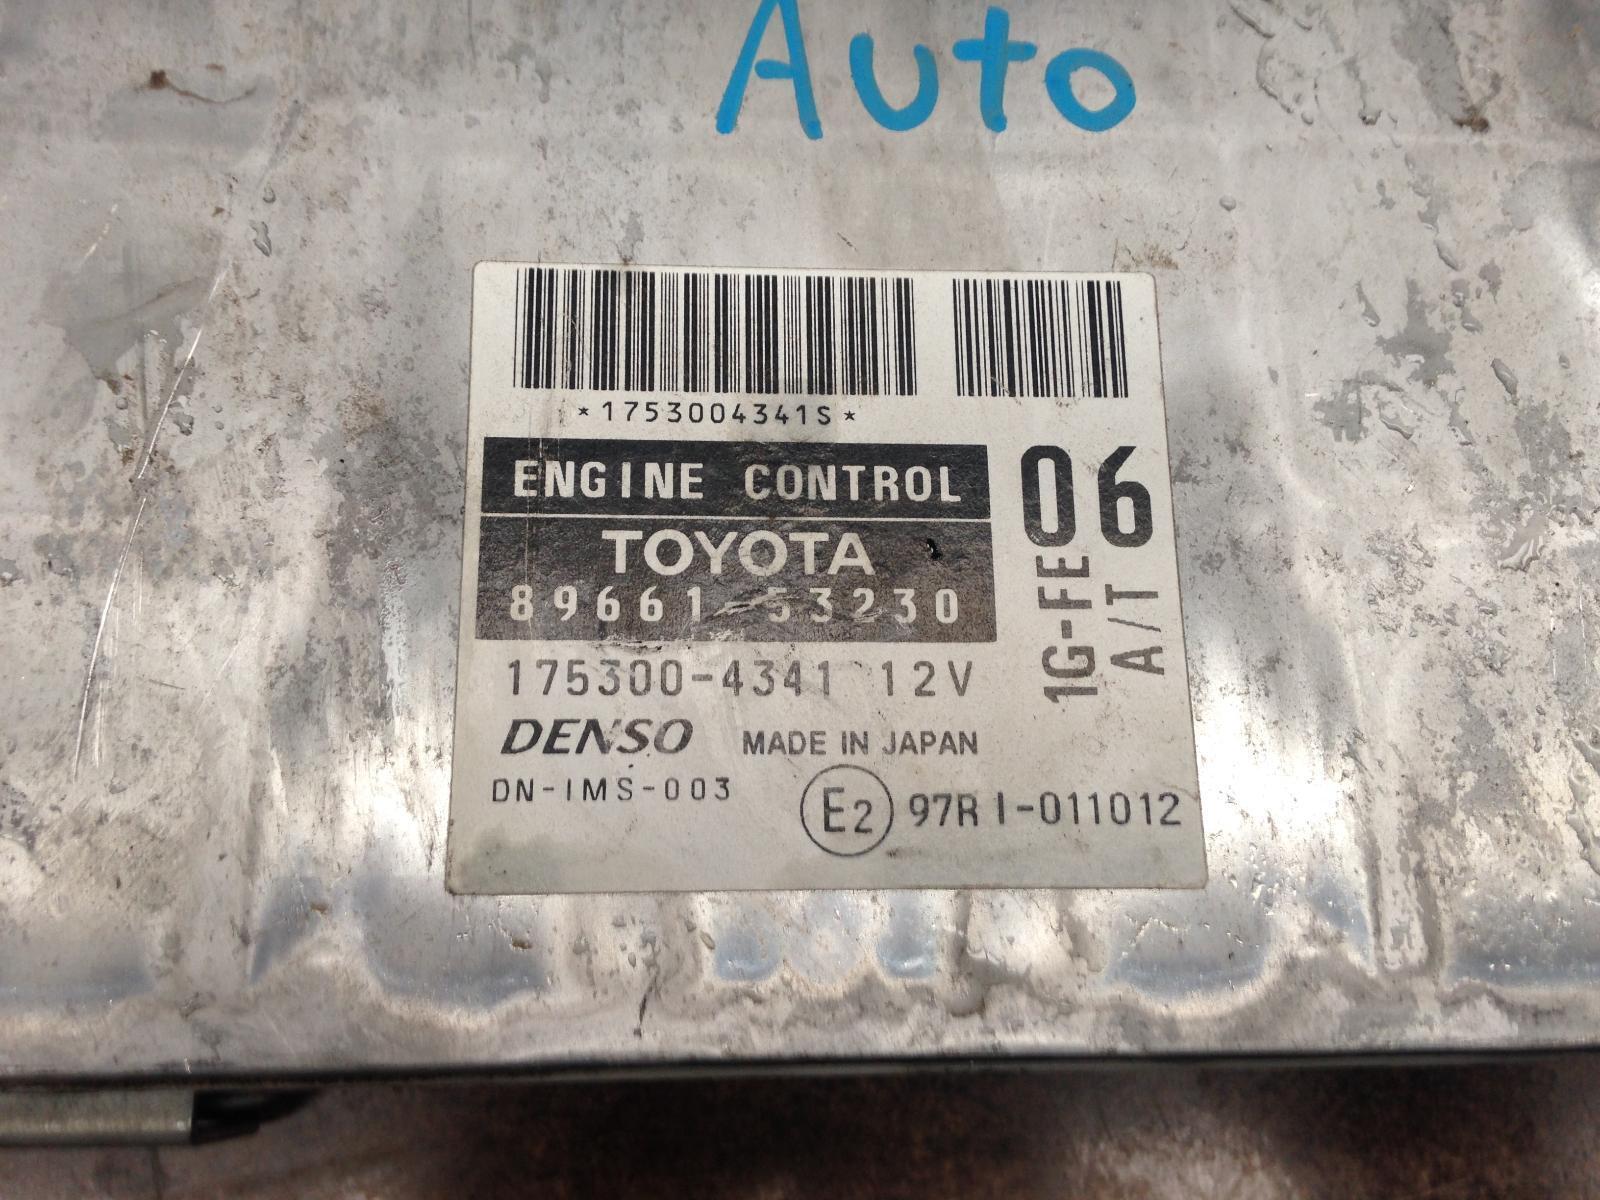 Auto
*1753004341S*
ENGINE CONTROL
TOYOTA
89661-53230
06
1G-FE
A/T
175300-4341 12V
DENSO MADE IN JAPAN
DN-IMS-003
E2 97R I-011012